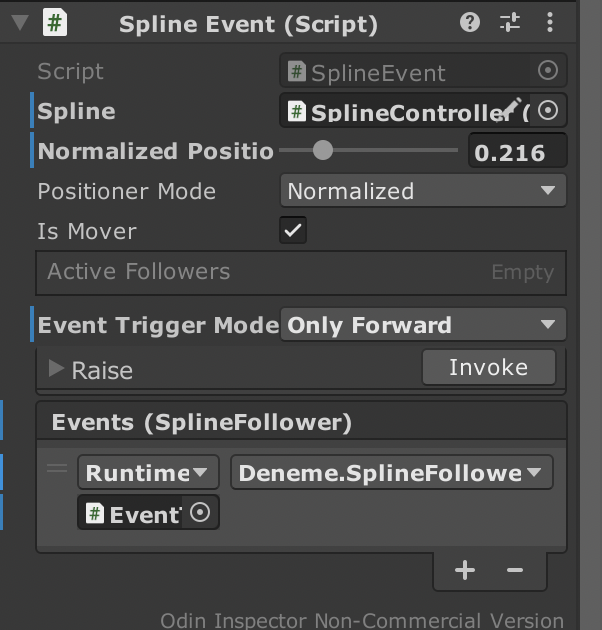 Spline Event (Script)
Script SplineEvent
Spline SplineController (
Normalized Positio 0.216
Positioner Mode Normalized
Is Mover
Active Followers Empty
Event Trigger Mode Only Forward
Raise Invoke
Events (SplineFollower)
Runtime Deneme.SplineFollowe
Event
Odin Inspector Non-Commercial Version